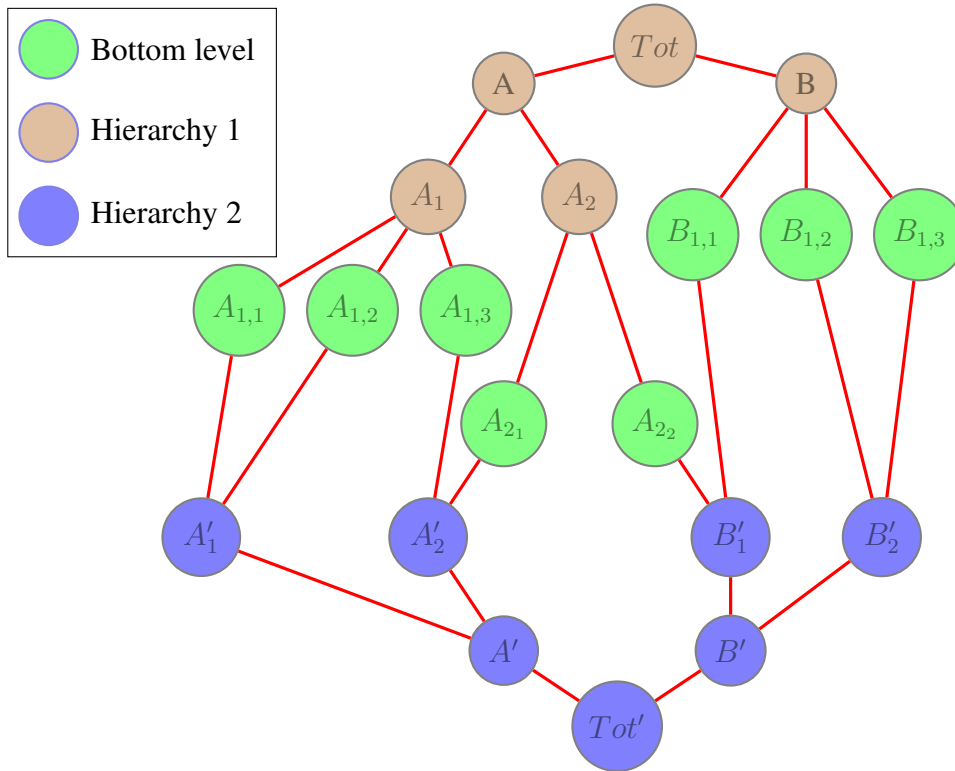 Bottom level
Hierarchy 1
Hierarchy 2
Tot
A
B
A₁
A₂
B₁,₁
B₁,₂
B₁,₃
A₁,₁
A₁,₂
A₁,₃
A₂₁
A₂₂
A′₁
A′₂
B′₁
B′₂
A′
B′
Tot′